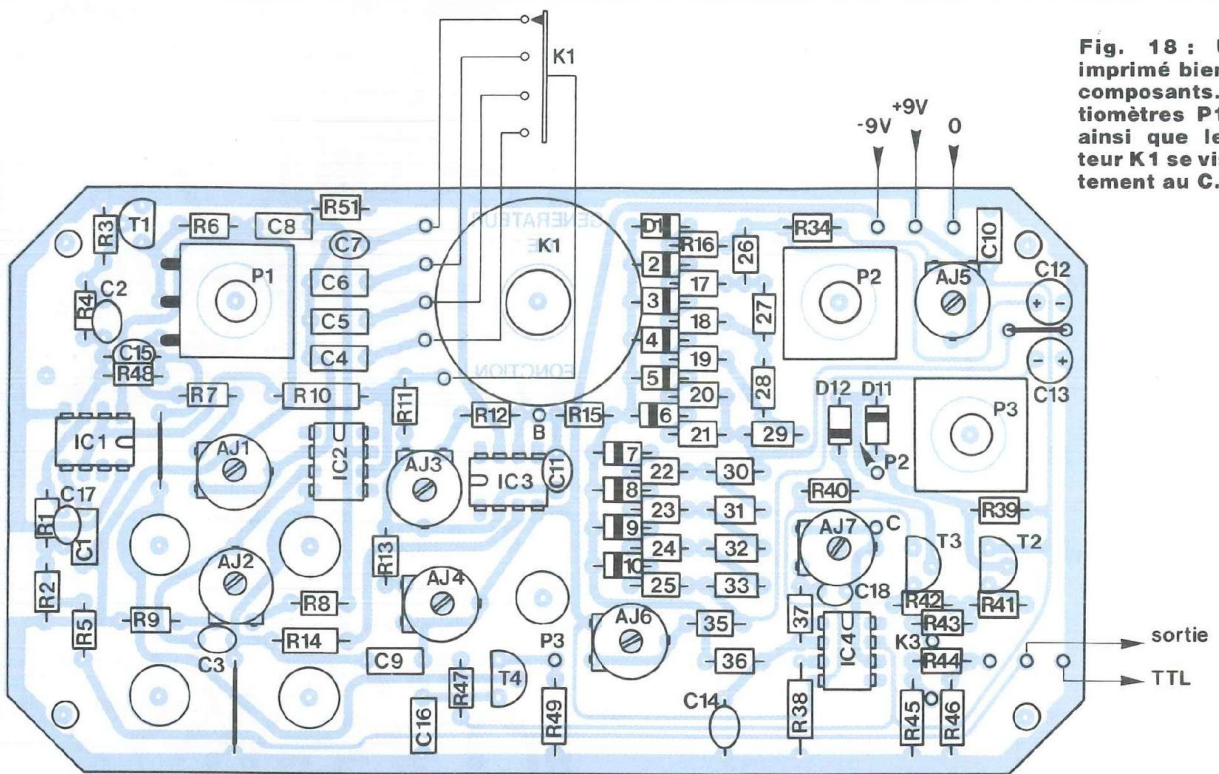 K1
Fig. 18 : U
imprimé bien
composants.
tiomètres P1
ainsi que le
teur K1 se vi
tement au C.
-9V
+9V
0
R51
T1
R3
R6
C8
GENERATEUR
DE
K1
FONCTION
C7
D1
R16
26
R34
C10
P1
C6
2
17
P2
AJ5
C12
+ -
R4
C2
C5
3
18
27
C15
C4
4
19
- +
C13
R48
5
20
28
D12
D11
R7
R10
R11
R12
B
R15
6
21
29
P3
IC1
IC2
P2
AJ1
AJ3
IC3
C11
7
22
30
R40
R39
C17
R1
C1
8
23
31
AJ7
C
9
24
32
T3
T2
R2
AJ2
R13
AJ4
10
25
33
C18
R8
R42
R41
R5
R9
AJ6
35
37
R43
R14
P3
IC4
K3
sortie
C3
C9
T4
36
R44
TTL
R47
C16
R49
C14
R38
R45
R46